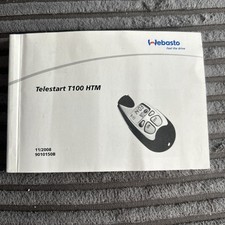 Webasto
Feel the drive
Telestart T100 HTM
11/2008
9010150B